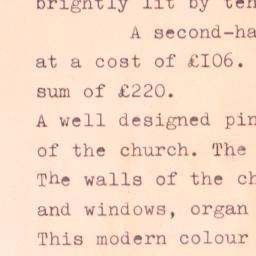 brightly lit by ten
A second-ha
at a cost of £I06.
sum of £220.
A well designed pin
of the church. The
The walls of the ch
and windows, organ
This modern colour